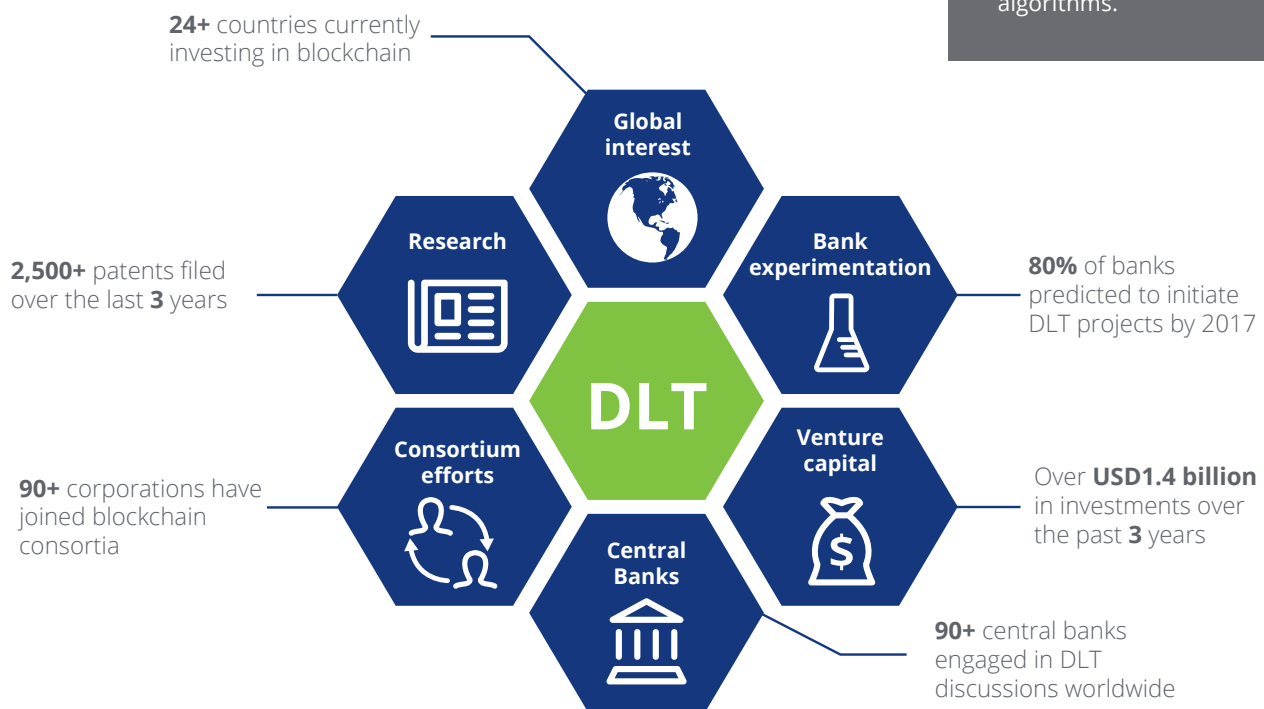 algorithms.
24+ countries currently
investing in blockchain
Global
interest
Research
2,500+ patents filed
over the last 3 years
Bank
experimentation
80% of banks
predicted to initiate
DLT projects by 2017
DLT
Consortium
efforts
90+ corporations have
joined blockchain
consortia
Venture
capital
$
Over USD1.4 billion
in investments over
the past 3 years
Central
Banks
90+ central banks
engaged in DLT
discussions worldwide